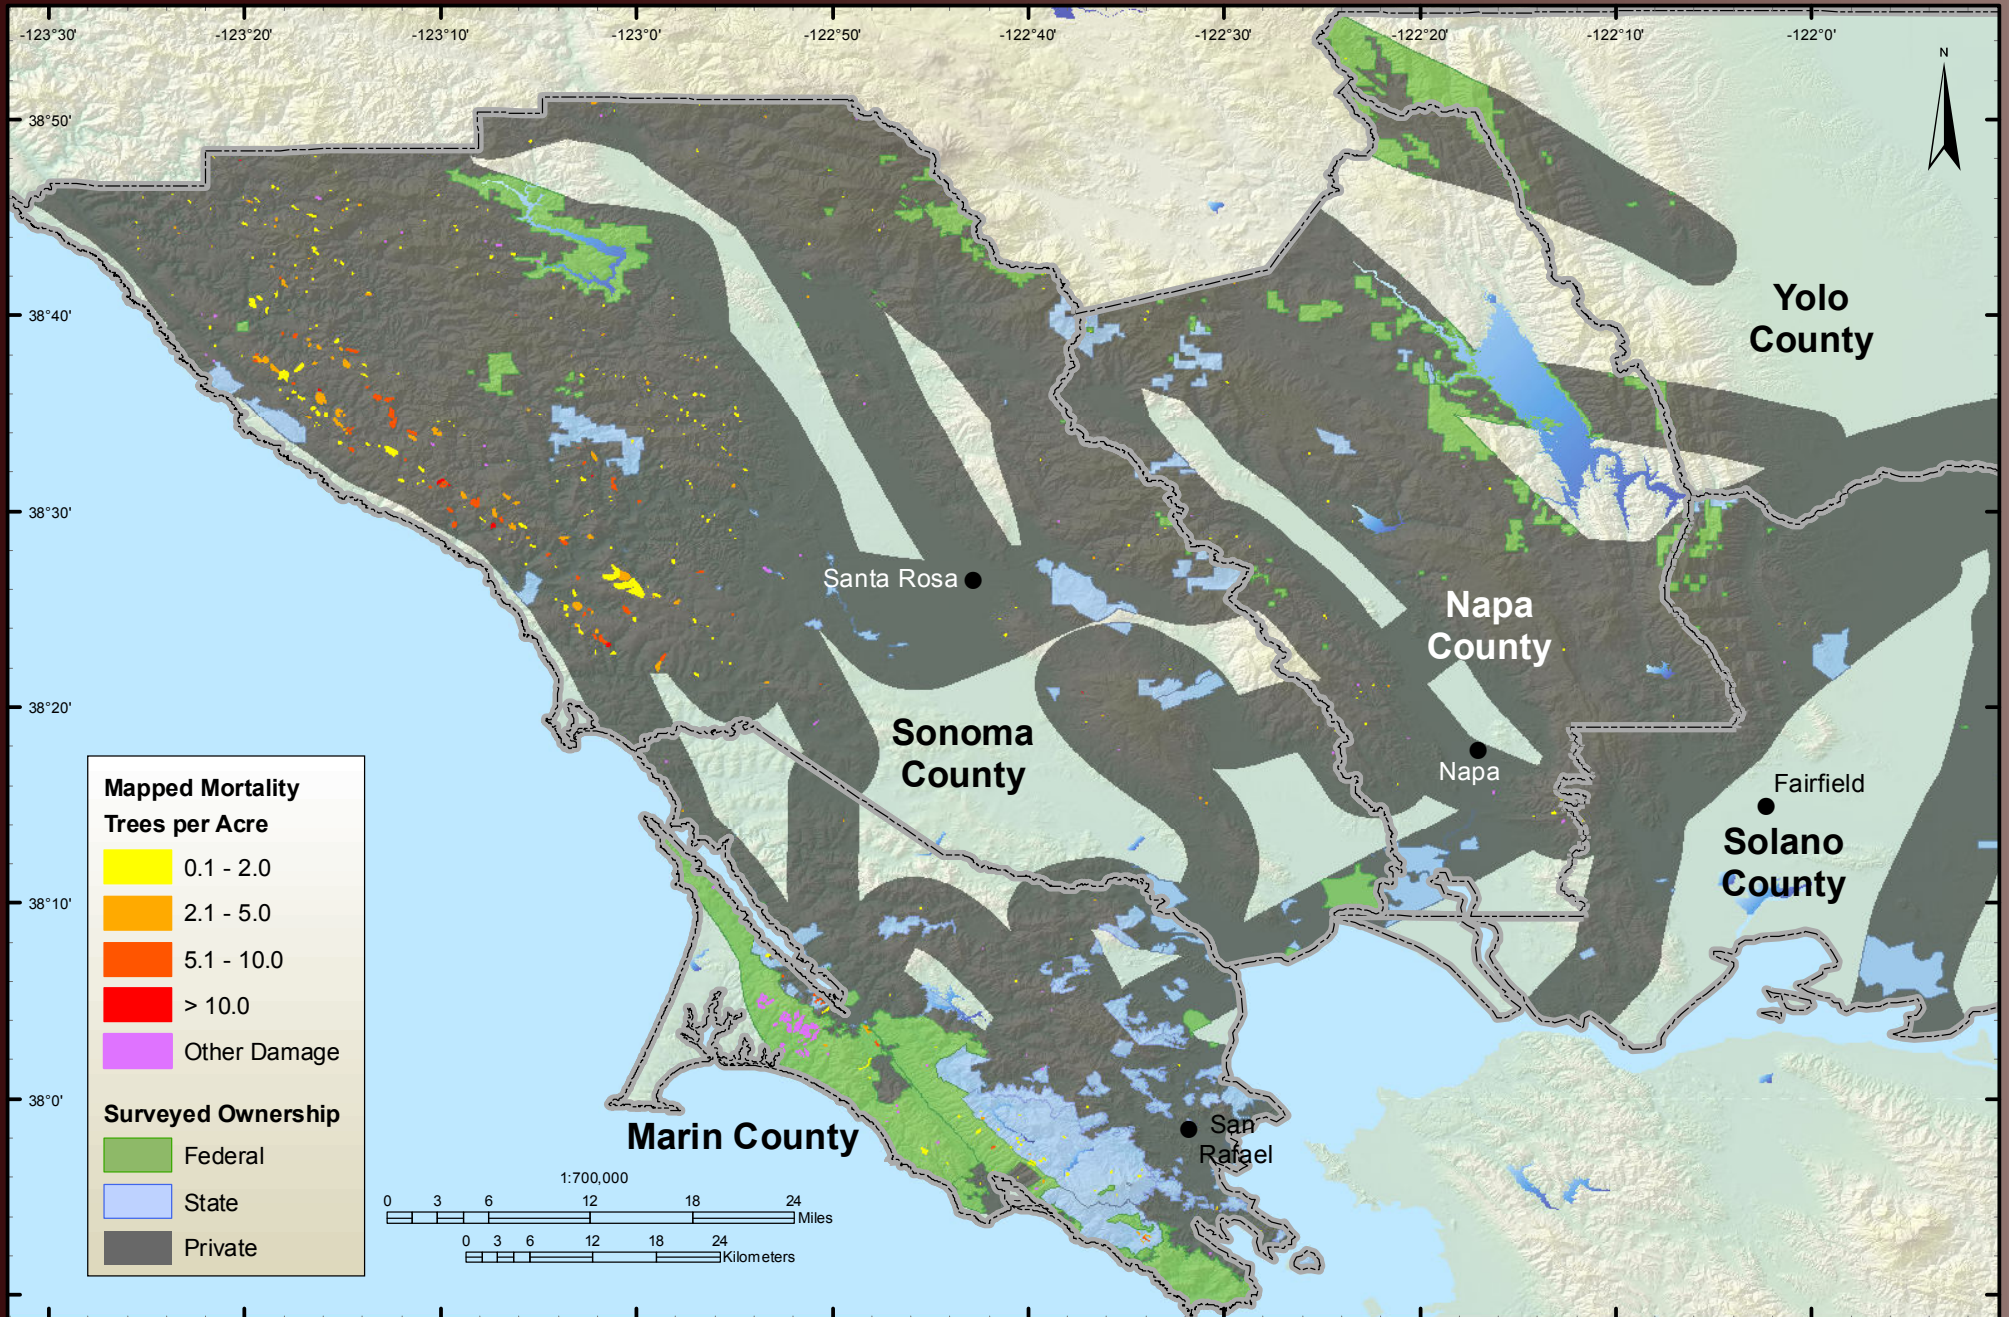 -123°30'
-123°20'
-123°10'
-123°0'
-122°50'
-122°40'
-122°30'
-122°20'
-122°10'
-122°0'
N
38°50'
38°40'
38°30'
38°20'
38°10'
38°0'
Yolo
County
Santa Rosa
Napa
County
Sonoma
County
Napa
Fairfield
Solano
County
Marin County
San
Rafael
Mapped Mortality
Trees per Acre
0.1 - 2.0
2.1 - 5.0
5.1 - 10.0
> 10.0
Other Damage
Surveyed Ownership
Federal
State
Private
1:700,000
0 3 6 12 18 24
Miles
0 3 6 12 18 24
Kilometers